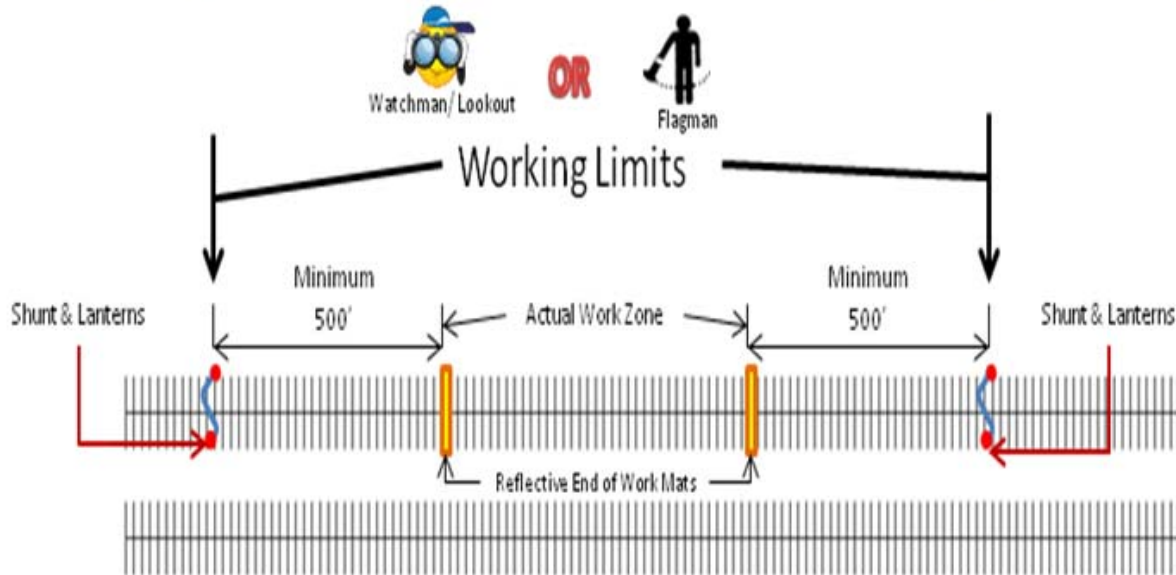 Watchman/ Lookout
OR
Flagman
Working Limits
Minimum
500'
Minimum
500'
Shunt & Lanterns
Actual Work Zone
Shunt & Lanterns
Reflective End of Work Mats